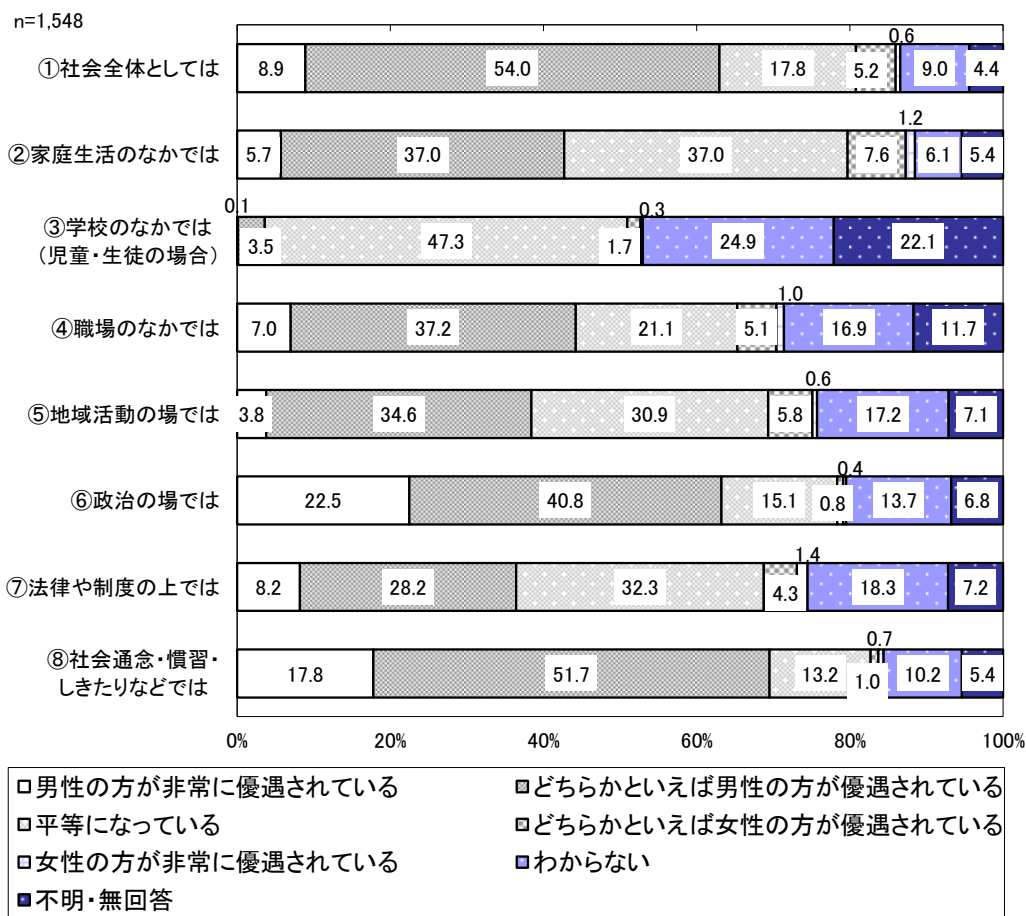 n=1,548
0.6
①社会全体としては 8.9 54.0 17.8 5.2 9.0 4.4
1.2
②家庭生活のなかでは 5.7 37.0 37.0 7.6 6.1 5.4
0.1 0.3
③学校のなかでは
(児童・生徒の場合) 3.5 47.3 1.7 24.9 22.1
1.0
④職場のなかでは 7.0 37.2 21.1 5.1 16.9 11.7
0.6
⑤地域活動の場では 3.8 34.6 30.9 5.8 17.2 7.1
0.4
⑥政治の場では 22.5 40.8 15.1 0.8 13.7 6.8
1.4
⑦法律や制度の上では 8.2 28.2 32.3 4.3 18.3 7.2
0.7
⑧社会通念・慣習・
しきたりなどでは 17.8 51.7 13.2 1.0 10.2 5.4
0% 20% 40% 60% 80% 100%
男性の方が非常に優遇されている どちらかといえば男性の方が優遇されている
平等になっている どちらかといえば女性の方が優遇されている
女性の方が非常に優遇されている わからない
不明・無回答